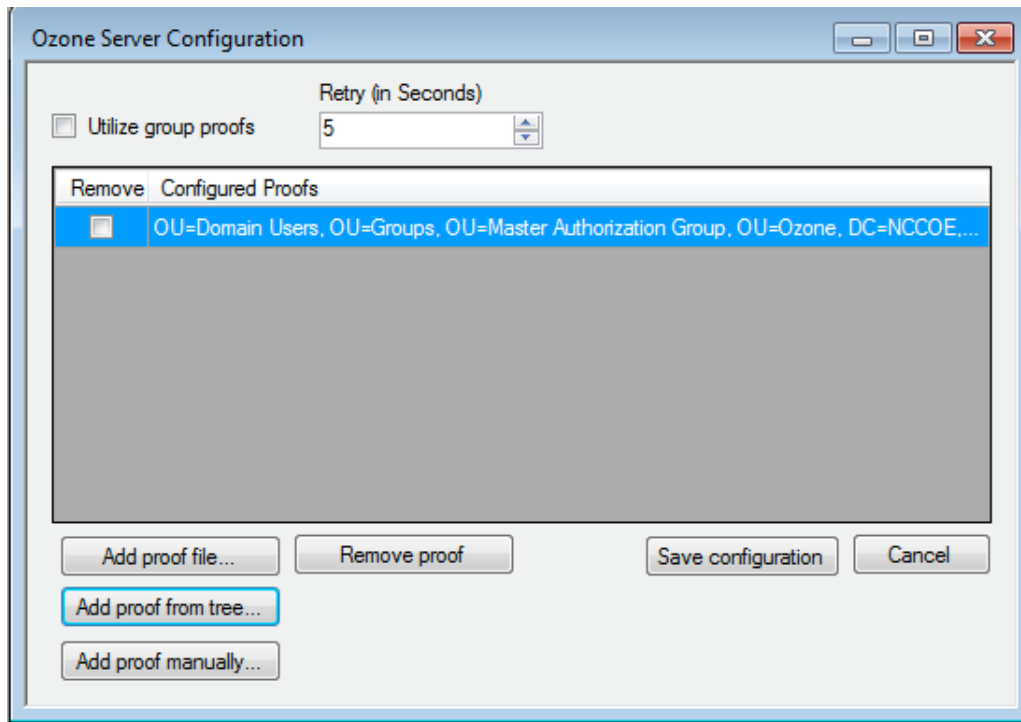 Ozone Server Configuration
Retry (in Seconds)
Utilize group proofs
5
Remove Configured Proofs
OU=Domain Users, OU=Groups, OU=Master Authorization Group, OU=Ozone, DC=NCCOE,...
Add proof file...
Remove proof
Save configuration
Cancel
Add proof from tree...
Add proof manually...